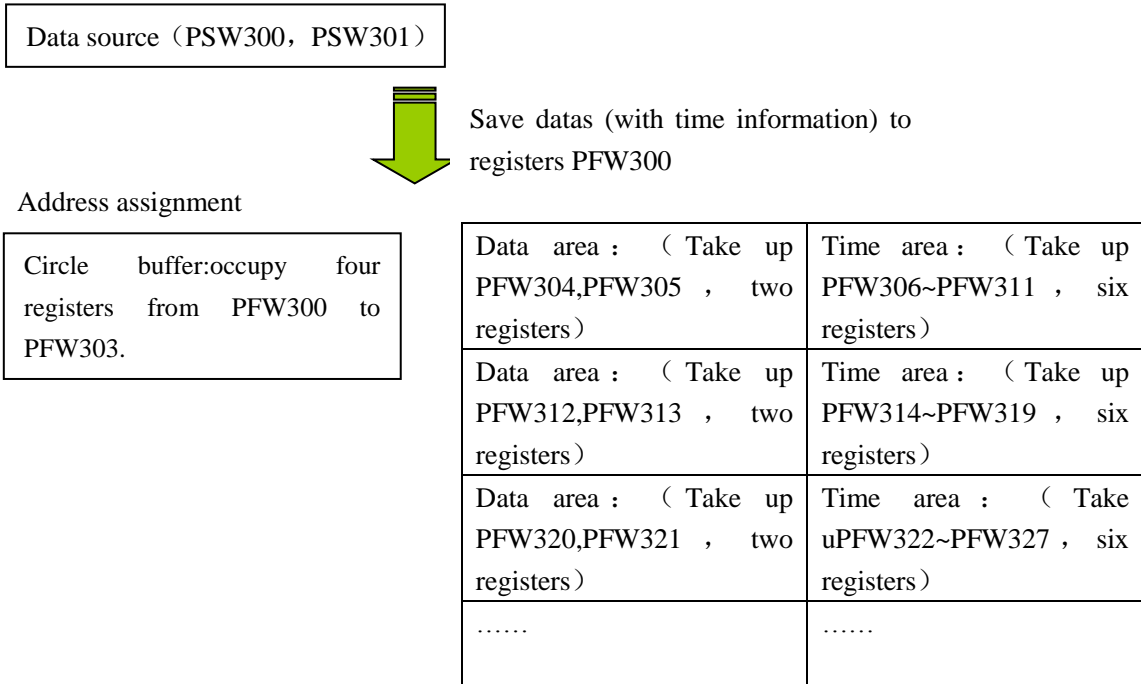 Data source（PSW300，PSW301）
Save datas (with time information) to
registers PFW300
Address assignment
Circle buffer:occupy four
registers from PFW300 to
PFW303.
Data area：（Take up
PFW304,PFW305，two
registers）
Time area：（Take up
PFW306~PFW311，six
registers）
Data area：（Take up
PFW312,PFW313，two
registers）
Time area：（Take up
PFW314~PFW319，six
registers）
Data area：（Take up
PFW320,PFW321，two
registers）
Time area：（Take
uPFW322~PFW327，six
registers）
……
……